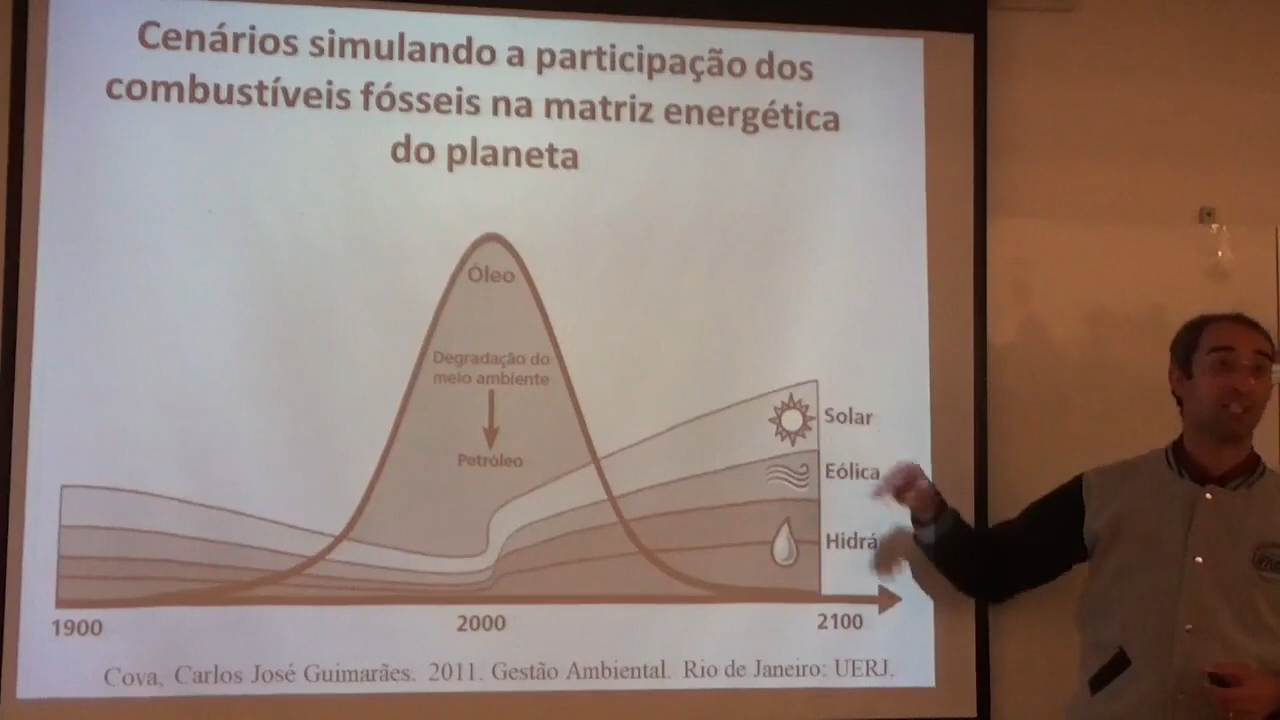 Cenários simulando a participação dos
combustíveis fósseis na matriz energética
do planeta
Óleo
Degradação do
meio ambiente
Petróleo
Solar
Eólica
Hidrá
1900
2000
2100
Cova, Carlos José Guimarães. 2011. Gestão Ambiental. Rio de Janeiro: UERJ.